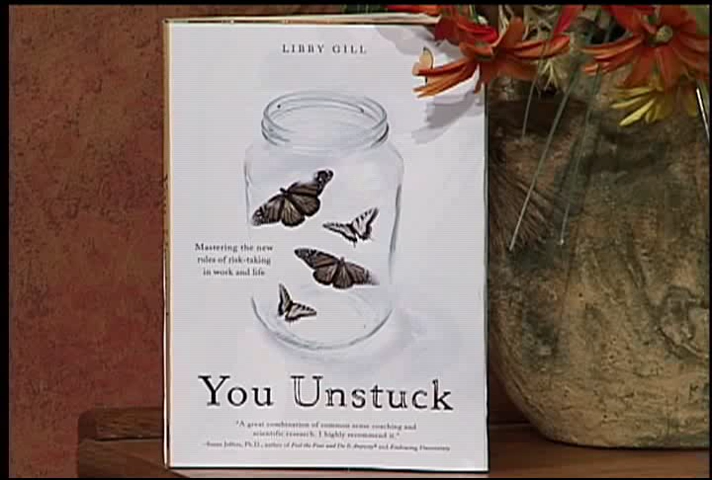 LIBBY GILL
Mastering the new
rules of risk-taking
in work and life
You Unstuck
"A great combination of common sense coaching and
scientific research. I highly recommend it."
—Susan Jeffers, Ph.D., author of Feel the Fear and Do It Anyway® and Embracing Uncertainty